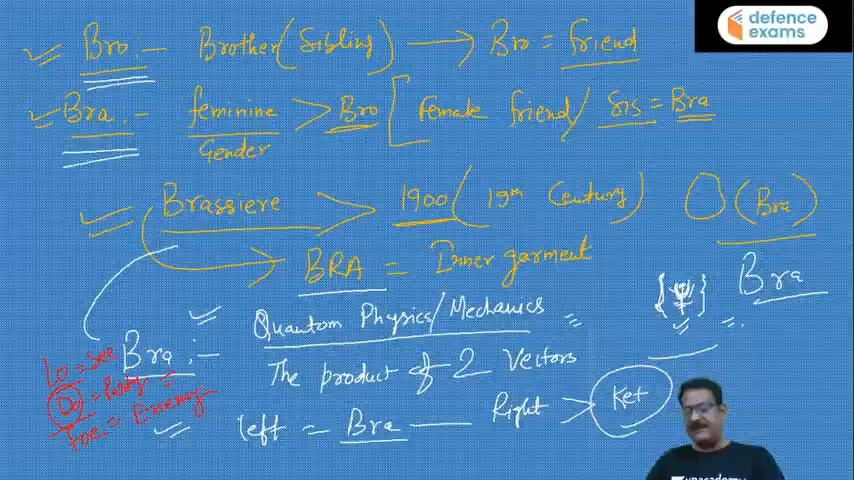 defence
exams
Bro :- Brother (Sibling) → Bro = friend
Bra :- feminine Gender > Bro [ Female friend / Sis = Bra
Brassiere > 1900 ( 19th Century ) O (Bra)
BRA = Inner garment
Bra
{Ψ}
Quantom Physics/Mechanics
Bra :- The product of 2 Vectors
left = Bra — Right > Ket
Lo = See
Do = Party =
Foe = Enemy
unacademy